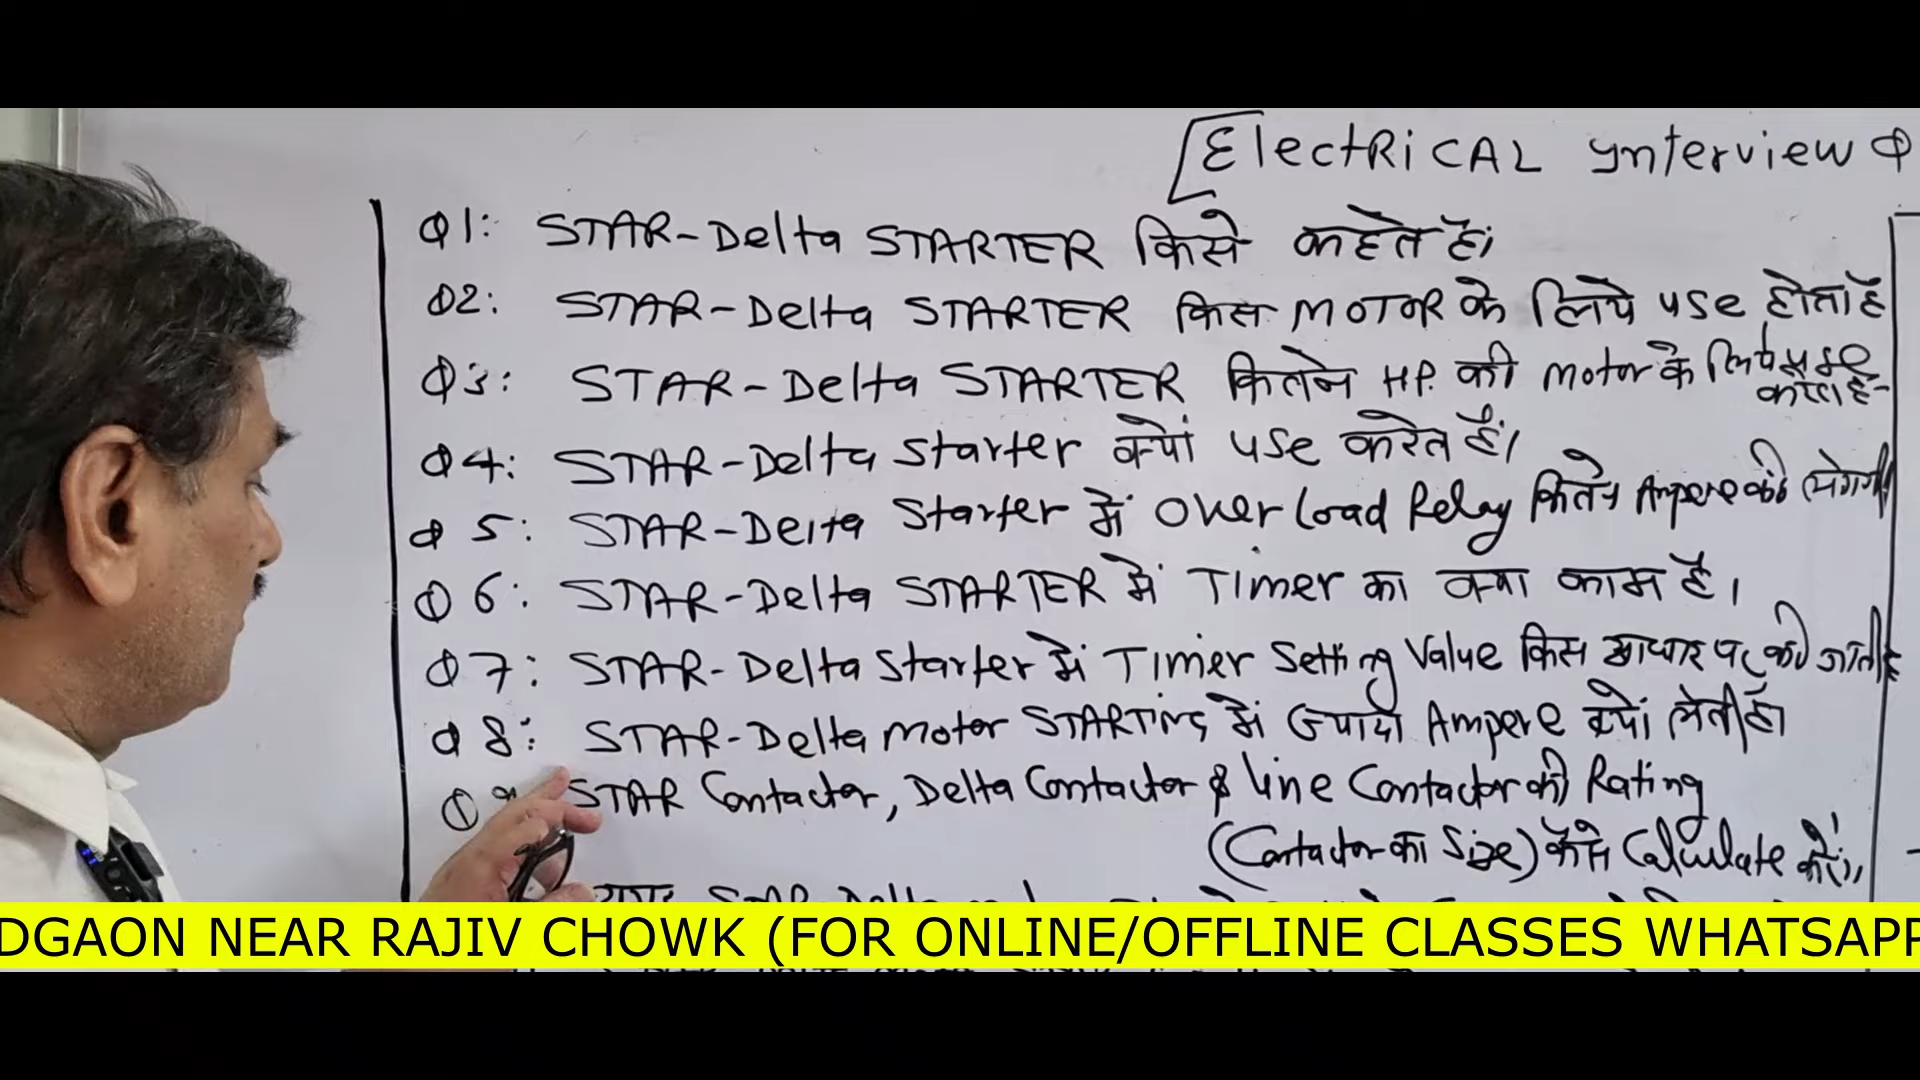 ElectRiCAL ynterview Q
Q1: STAR-Delta STARTER किसे कहेते है।
Q2: STAR-Delta STARTER किस MOTOR के लिये use होता है
Q3: STAR-Delta STARTER कितने HP. की motor के लिए use
करते है-
Q4: STAR-Delta Starter क्यों use करते हैं।
Q5: STAR-Delta Starter में Over Load Relay कितने Ampere की लगेगी
Q6: STAR-Delta STARTER में Timer का क्या काम है।
Q7: STAR-Delta Starter में Timer Setting Value किस आधार पर की जाती है
Q8: STAR-Delta motor STARTING में ज्यादा Ampere क्यों लेती है।
Q9 STAR Contactor, Delta Contactor & Line Contactor की Rating
(Contactor का Size) कैसे Calculate करें।
DGAON NEAR RAJIV CHOWK (FOR ONLINE/OFFLINE CLASSES WHATSAPP